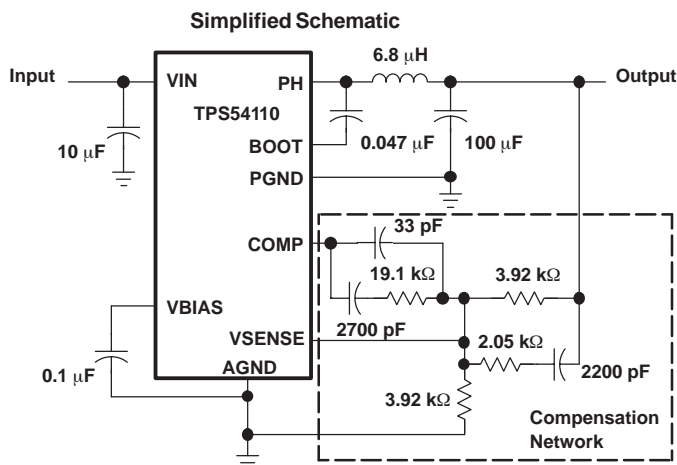 Simplified Schematic
Input
VIN
PH
6.8 μH
Output
TPS54110
10 μF
BOOT
0.047 μF
100 μF
PGND
COMP
33 pF
19.1 kΩ
3.92 kΩ
VBIAS
2700 pF
VSENSE
2.05 kΩ
0.1 μF
AGND
2200 pF
3.92 kΩ
Compensation
Network